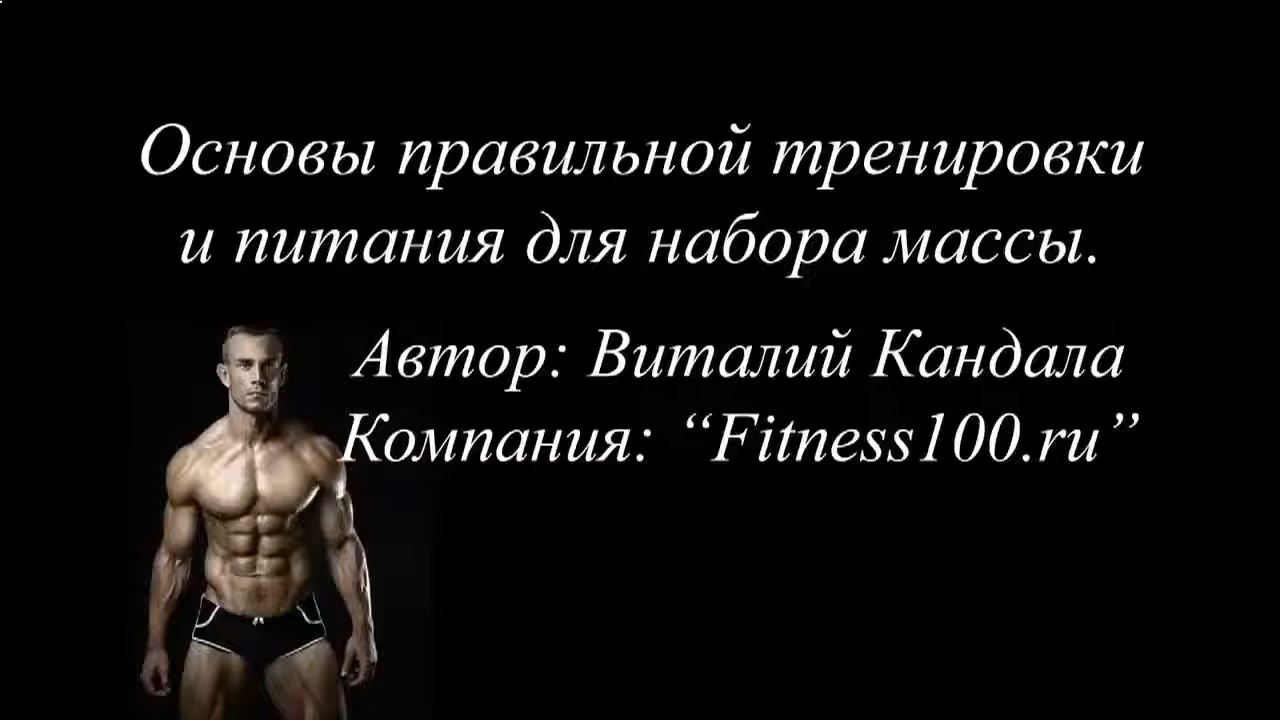 Основы правильной тренировки
и питания для набора массы.
Автор: Виталий Кандала
Компания: “Fitness100.ru”